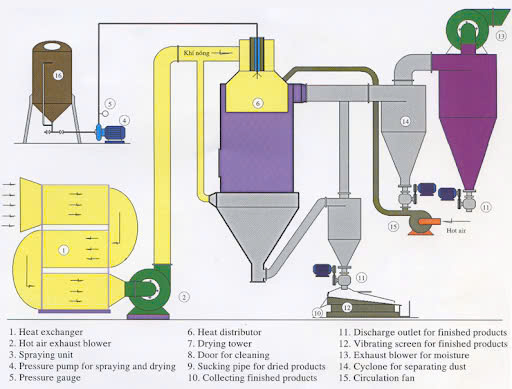 Khí nóng
13
16
5
4
6
14
11
15
Hot air
1
2
11
10
12
1. Heat exchanger
2. Hot air exhaust blower
3. Spraying unit
4. Pressure pump for spraying and drying
5. Pressure gauge
6. Heat distributor
7. Drying tower
8. Door for cleaning
9. Sucking pipe for dried products
10. Collecting finished products
11. Discharge outlet for finished products
12. Vibrating screen for finished products
13. Exhaust blower for moisture
14. Cyclone for separating dust
15. Circulation fan